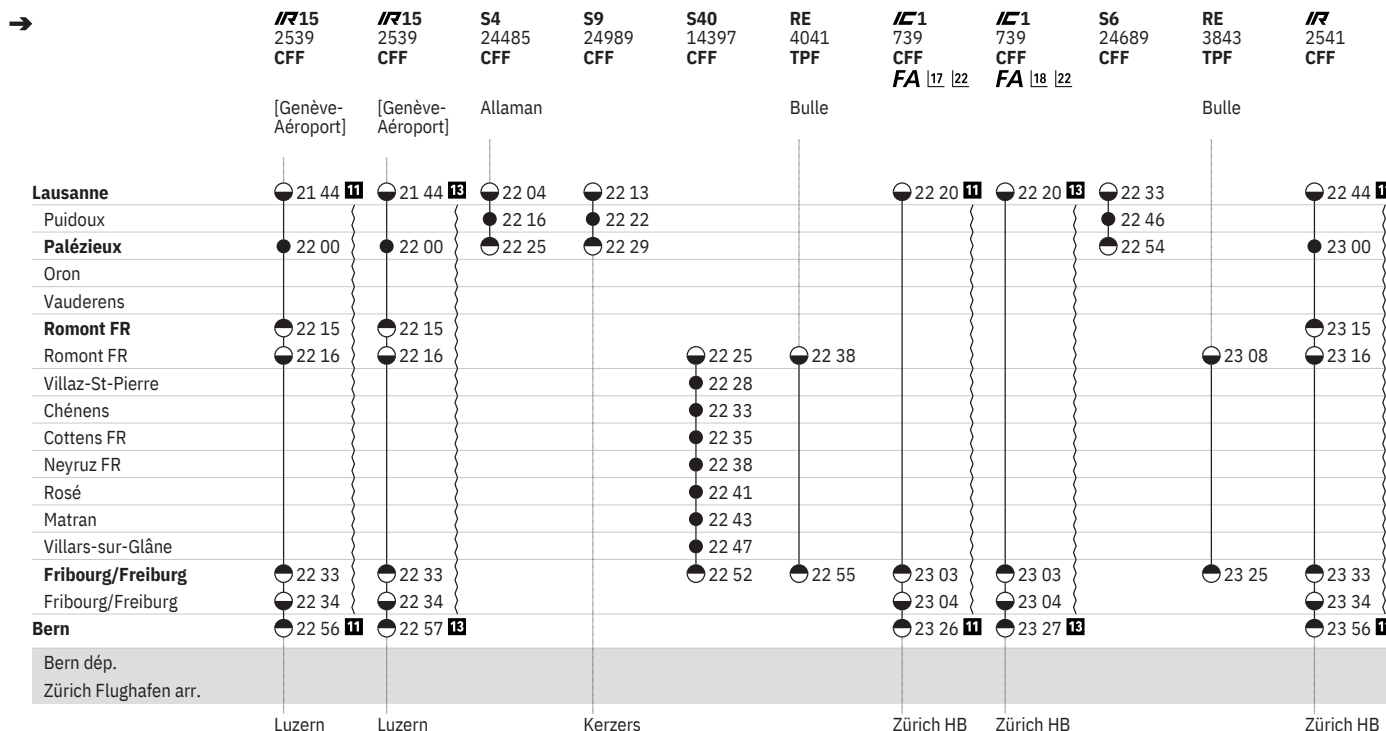 ➔ IR15 IR15 S4 S9 S40 RE IC1 IC1 S6 RE IR
2539 2539 24485 24989 14397 4041 739 739 24689 3843 2541
CFF CFF CFF CFF CFF TPF CFF CFF CFF TPF CFF
FA 17 22 FA 18 22
[Genève- [Genève- Allaman Bulle Bulle
Aéroport] Aéroport]
Lausanne 21 44 11 21 44 13 22 04 22 13 22 20 11 22 20 13 22 33 22 44
Puidoux 22 16 22 22 22 46
Palézieux 22 00 22 00 22 25 22 29 22 54 23 00
Oron
Vauderens
Romont FR 22 15 22 15 23 15
Romont FR 22 16 22 16 22 25 22 38 23 08 23 16
Villaz-St-Pierre 22 28
Chénens 22 33
Cottens FR 22 35
Neyruz FR 22 38
Rosé 22 41
Matran 22 43
Villars-sur-Glâne 22 47
Fribourg/Freiburg 22 33 22 33 22 52 22 55 23 03 23 03 23 25 23 33
Fribourg/Freiburg 22 34 22 34 23 04 23 04 23 34
Bern 22 56 11 22 57 13 23 26 11 23 27 13 23 56
Bern dép.
Zürich Flughafen arr.
Luzern Luzern Kerzers Zürich HB Zürich HB Zürich HB